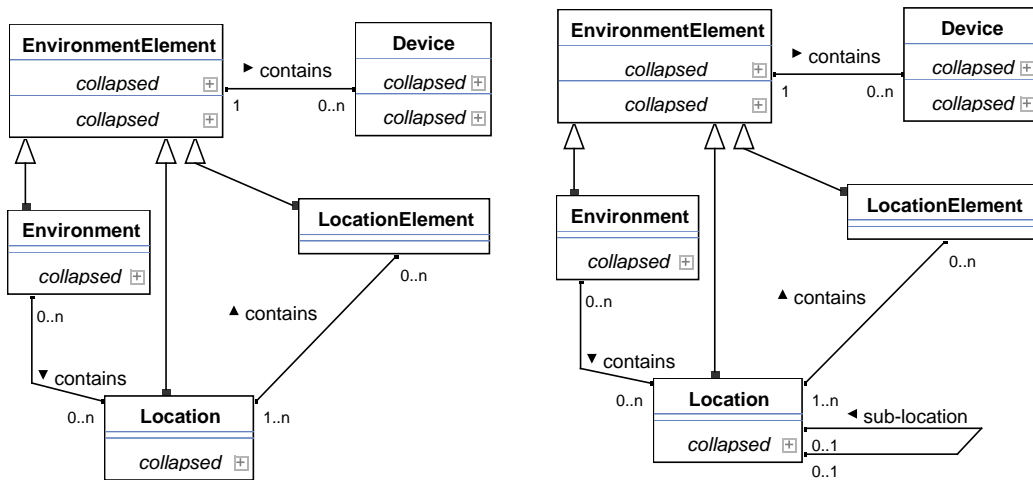 EnvironmentElement
collapsed
collapsed
Device
collapsed
collapsed
► contains
1
0..n
Environment
collapsed
LocationElement
0..n
0..n
▲ contains
▼ contains
0..n
1..n
Location
collapsed
EnvironmentElement
collapsed
collapsed
Device
collapsed
collapsed
► contains
1
0..n
Environment
collapsed
LocationElement
0..n
0..n
▲ contains
▼ contains
0..n
1..n
Location
collapsed
◄ sub-location
0..1
0..1